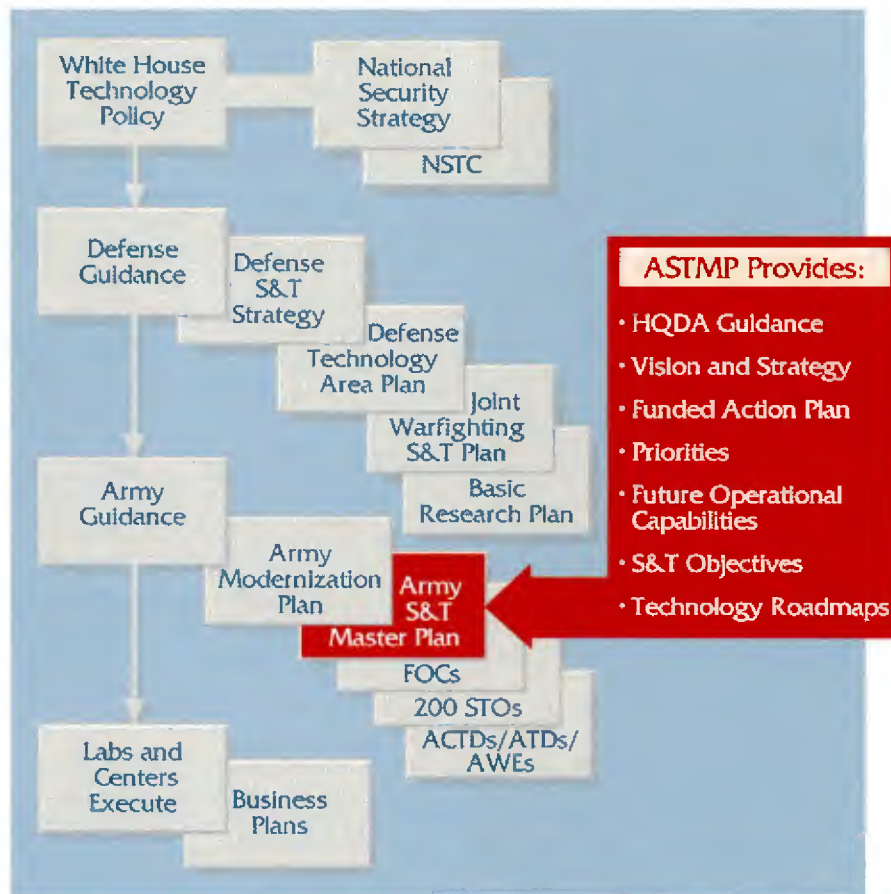 White House
Technology
Policy
National
Security
Strategy
NSTC
Defense
Guidance
Defense
S&T
Strategy
Defense
Technology
Area Plan
Joint
Warfighting
S&T Plan
Basic
Research Plan
Army
Guidance
Army
Modernization
Plan
Army
S&T
Master Plan
FOCs
200 STOs
ACTDs/ATDs/
AWEs
Labs and
Centers
Execute
Business
Plans
ASTMP Provides:
• HQDA Guidance
• Vision and Strategy
• Funded Action Plan
• Priorities
• Future Operational
Capabilities
• S&T Objectives
• Technology Roadmaps